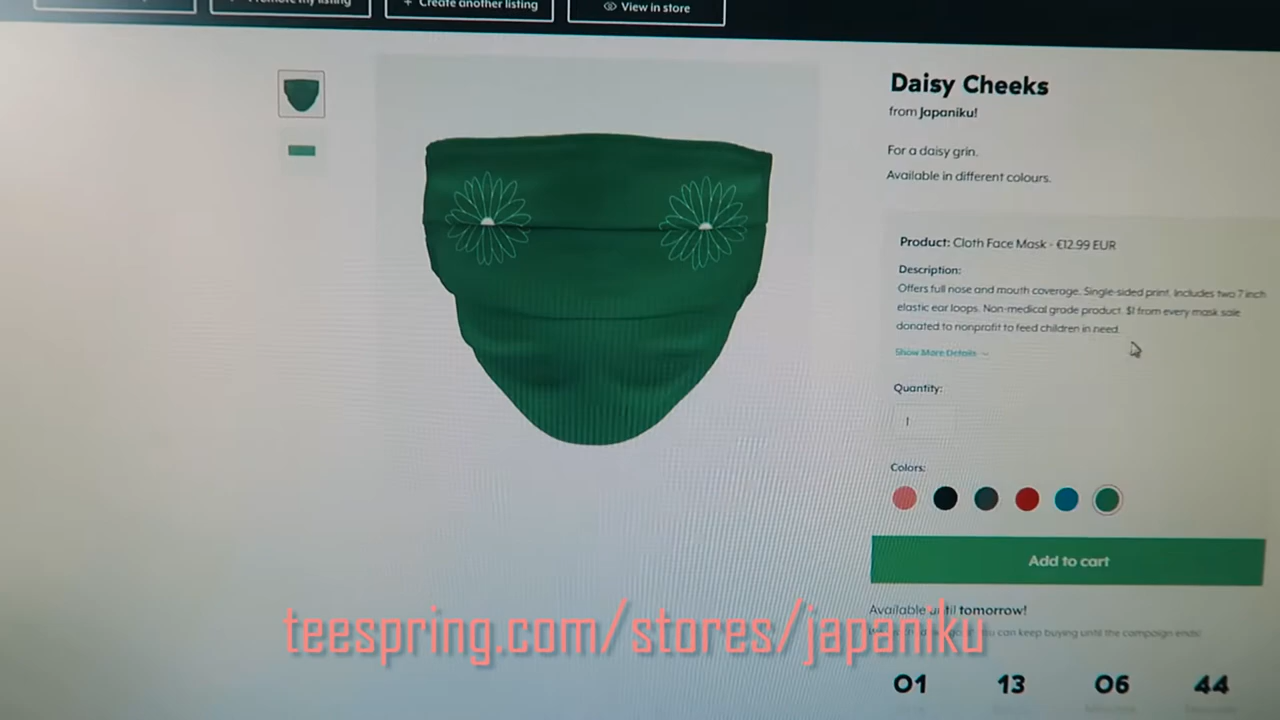 Create another listing
View in store
Daisy Cheeks
from Japaniku!
For a daisy grin.
Available in different colours.
Product: Cloth Face Mask - €12.99 EUR
Description:
Offers full nose and mouth coverage. Single-sided print. Includes two 7 inch
elastic ear loops. Non-medical grade product. $1 from every mask sale
donated to nonprofit to feed children in need.
Show More Details
Quantity:
1
Colors:
Add to cart
Available until tomorrow!
you can keep buying until the campaign ends!
teespring.com/stores/japaniku
01 13 06 44